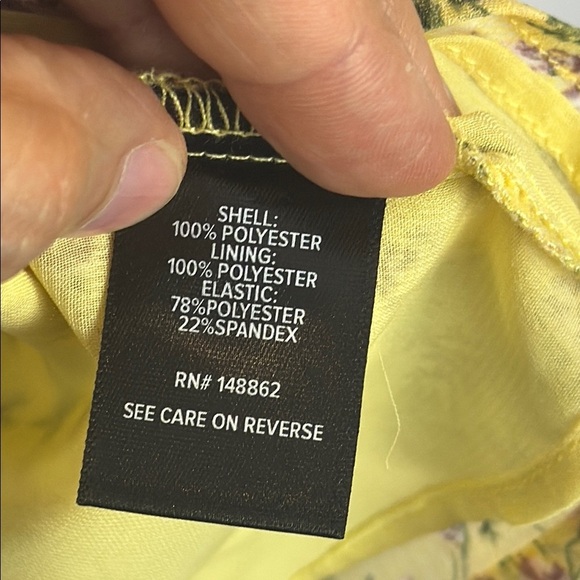 SHELL:
100% POLYESTER
LINING:
100% POLYESTER
ELASTIC:
78%POLYESTER
22%SPANDEX
RN# 148862
SEE CARE ON REVERSE